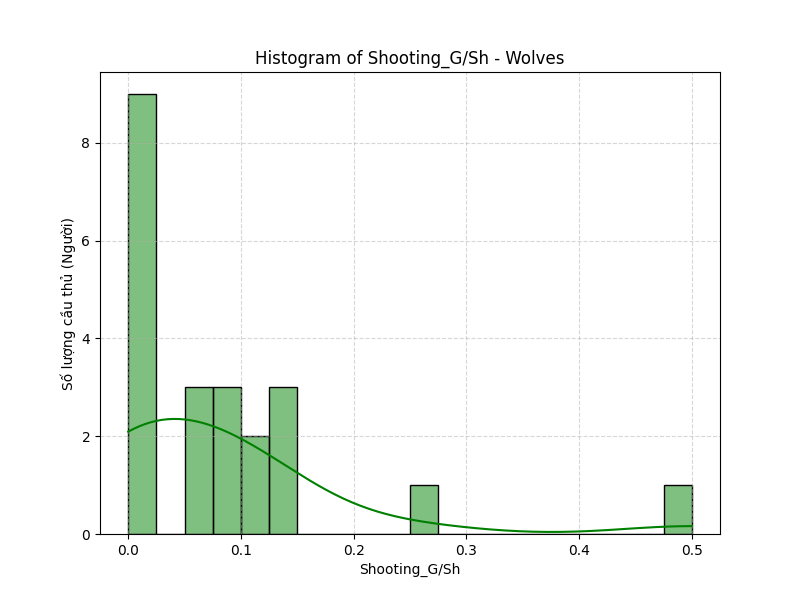 Histogram of Shooting_G/Sh - Wolves
Số lượng cầu thủ (Người)
8
6
4
2
0
0.0 0.1 0.2 0.3 0.4 0.5
Shooting_G/Sh